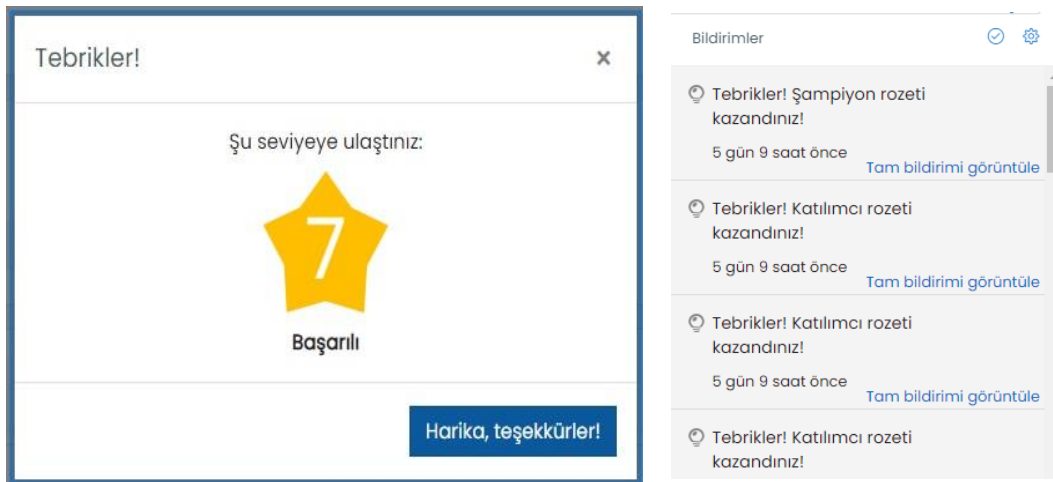 Tebrikler!
×
Şu seviyeye ulaştınız:
7
Başarılı
Harika, teşekkürler!
Bildirimler
Tebrikler! Şampiyon rozeti
kazandınız!
5 gün 9 saat önce
Tam bildirimi görüntüle
Tebrikler! Katılımcı rozeti
kazandınız!
5 gün 9 saat önce
Tam bildirimi görüntüle
Tebrikler! Katılımcı rozeti
kazandınız!
5 gün 9 saat önce
Tam bildirimi görüntüle
Tebrikler! Katılımcı rozeti
kazandınız!